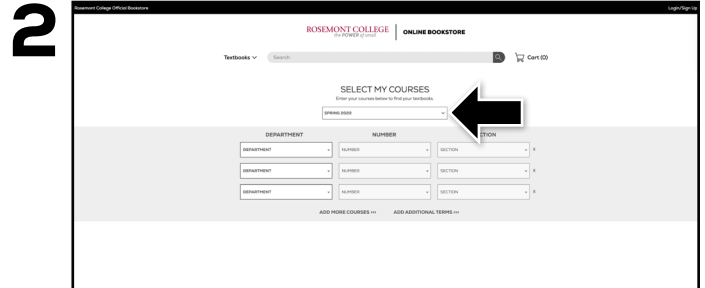 2
Rosemont College Official Bookstore Login/Sign Up
ROSEMONT COLLEGE
the POWER of small
ONLINE BOOKSTORE
Textbooks Search Cart (0)
SELECT MY COURSES
Enter your courses below to find your textbooks.
SPRING 2022
DEPARTMENT NUMBER CTION
DEPARTMENT NUMBER SECTION X
DEPARTMENT NUMBER SECTION X
DEPARTMENT NUMBER SECTION X
ADD MORE COURSES >>> ADD ADDITIONAL TERMS >>>